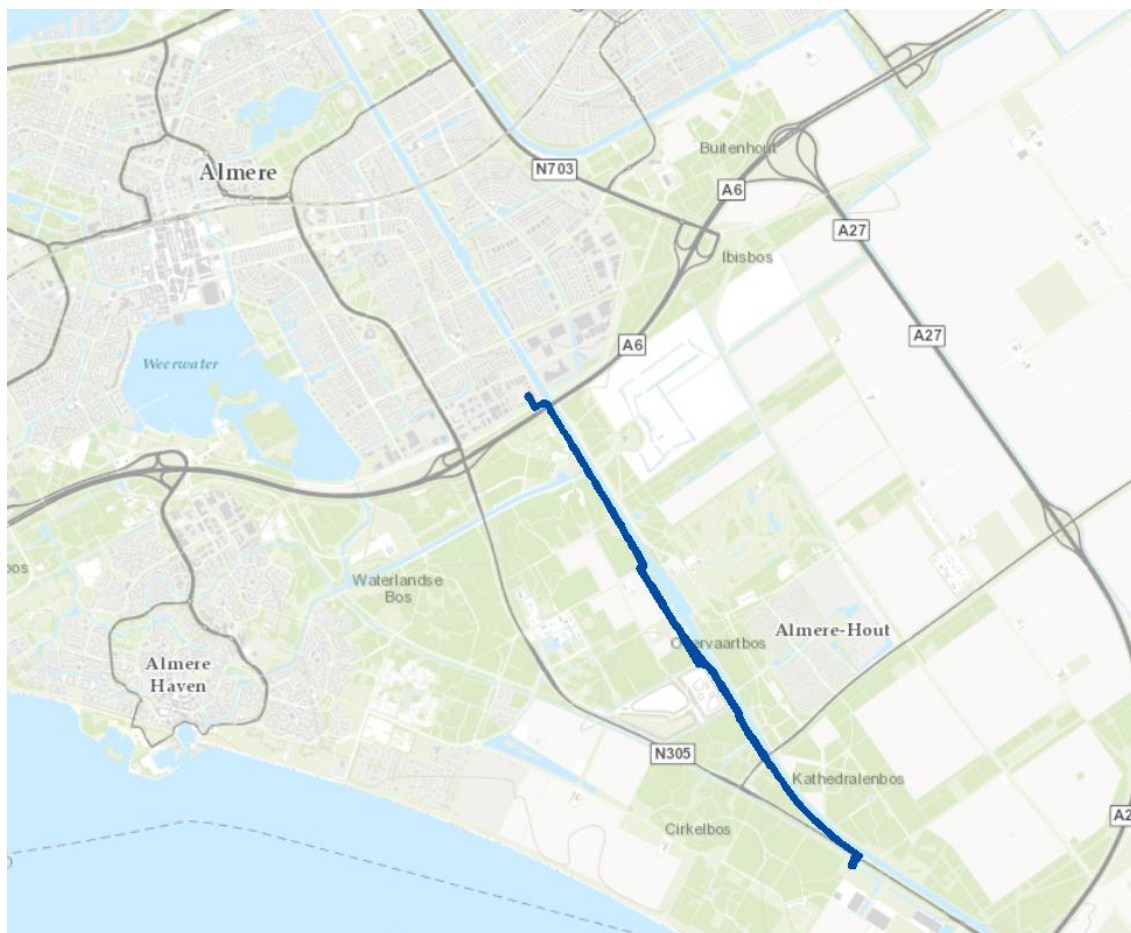 Almere
N703
Buitenhout
A6
A27
Ibisbos
A27
A6
Weerwater
Waterlandse
Bos
Almere-Hout
Almere
Haven
N305
Kathedralenbos
Cirkelbos